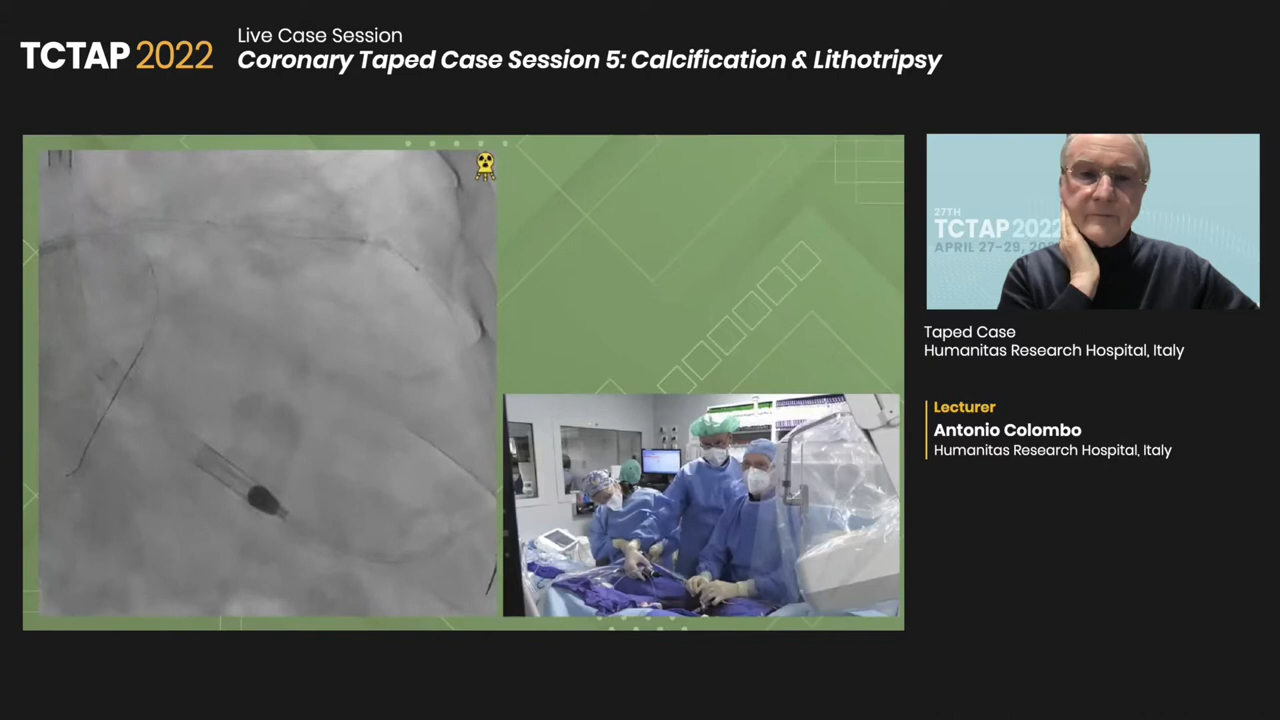 TCTAP 2022
Live Case Session
Coronary Taped Case Session 5: Calcification & Lithotripsy
27TH
TCTAP 2022
APRIL 27-29, 20
Taped Case
Humanitas Research Hospital, Italy
Lecturer
Antonio Colombo
Humanitas Research Hospital, Italy